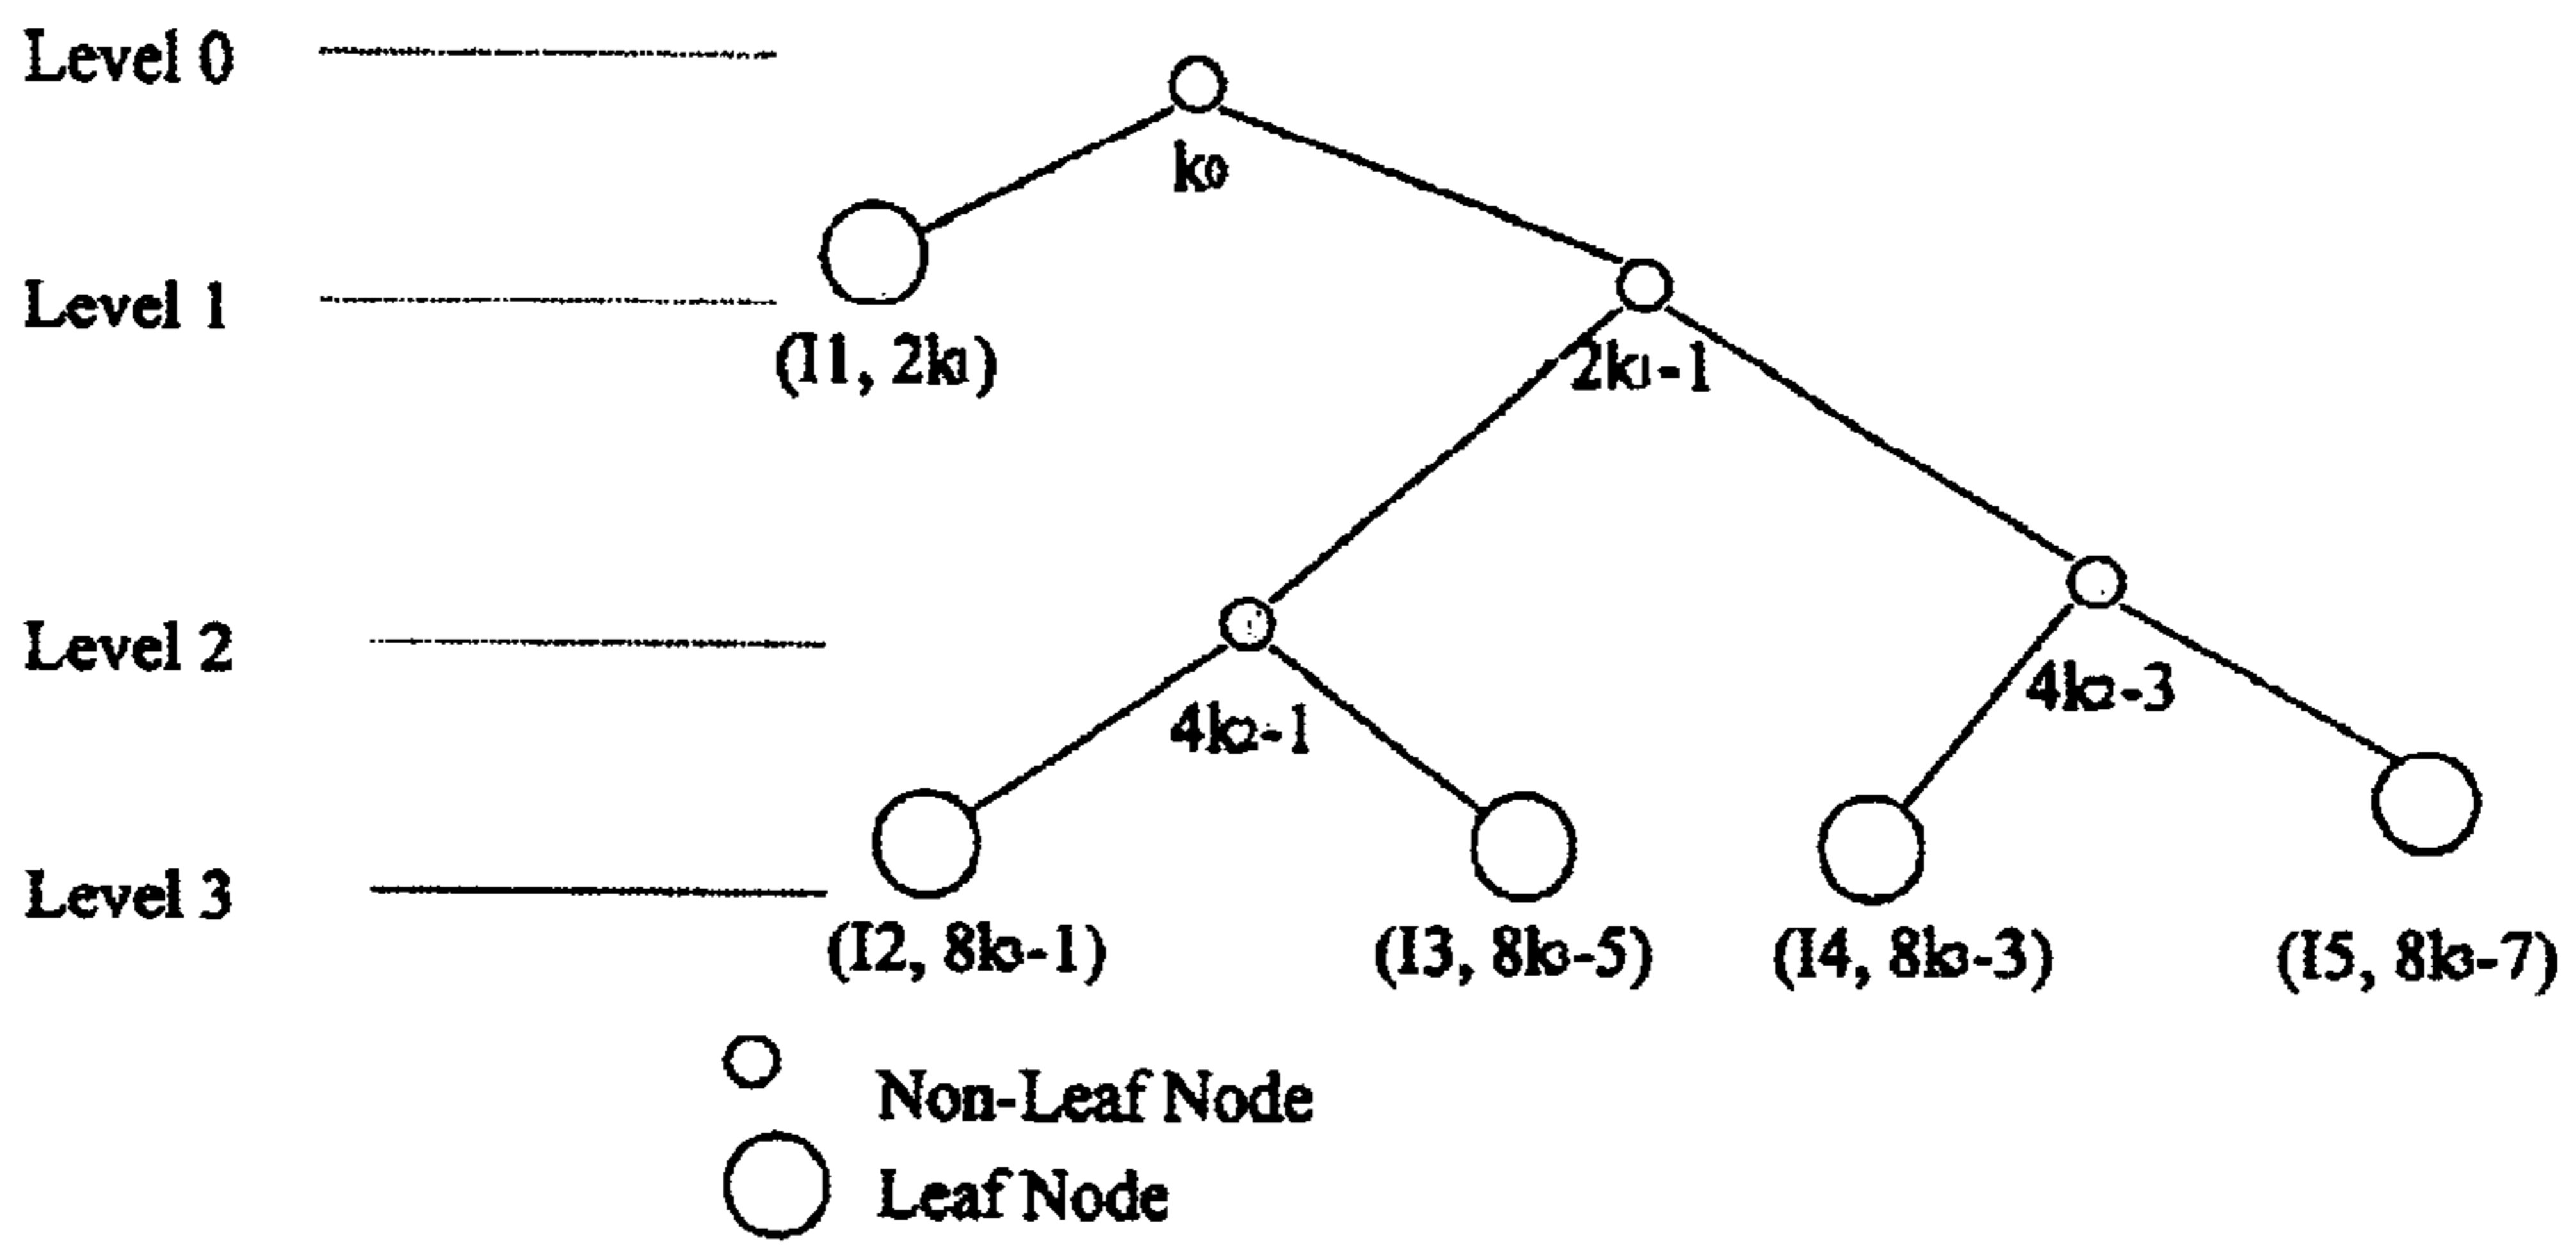 Level 0
k0
Level 1
(I1, 2k1)
2k1-1
Level 2
4k2-1
4k2-3
Level 3
(I2, 8k3-1)
(I3, 8k3-5)
(I4, 8k3-3)
(I5, 8k3-7)
Non-Leaf Node
Leaf Node